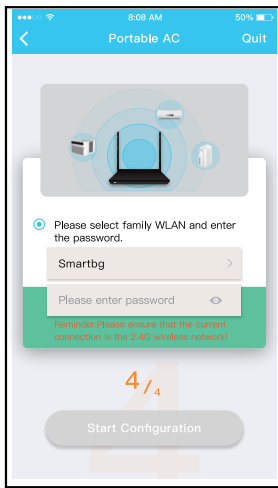 8:08 AM
50%
Portable AC
Quit
Please select family WLAN and enter
the password.
Smartbg
Please enter password
Reminder:Please ensure that the current
connection is the 2.4G wireless network!
4/4
4
Start Configuration